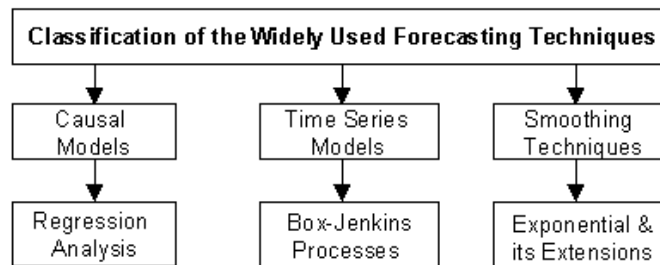 Classification of the Widely Used Forecasting Techniques
Causal
Models
Time Series
Models
Smoothing
Techniques
Regression
Analysis
Box-Jenkins
Processes
Exponential &
its Extensions